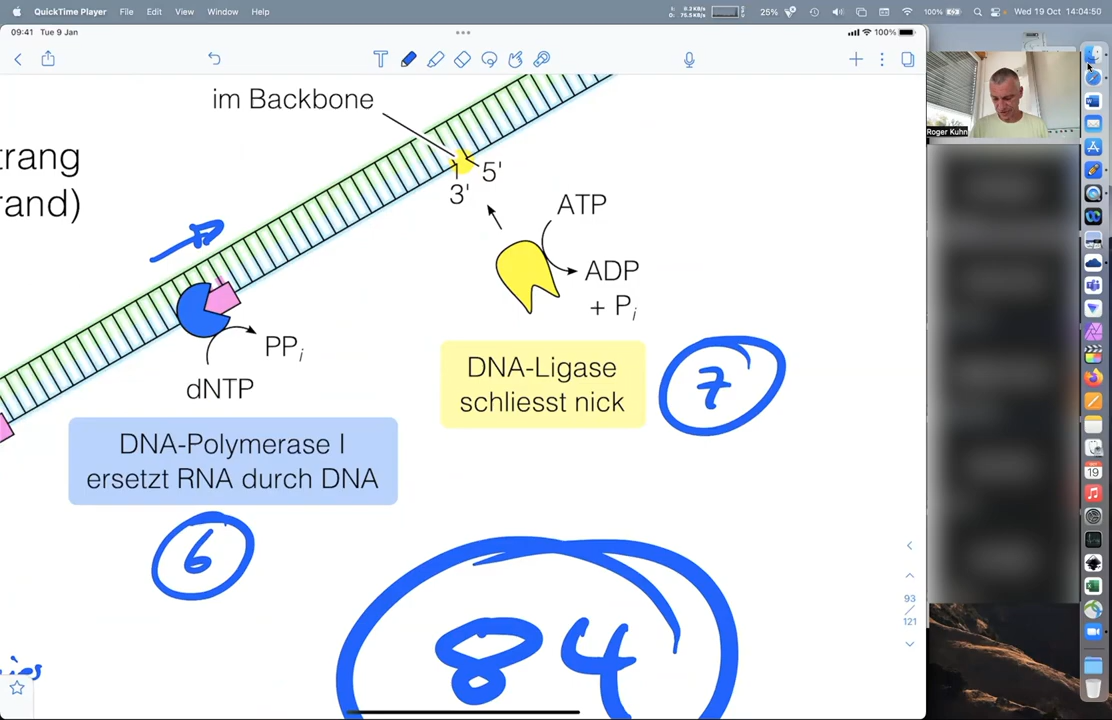 QuickTime Player File Edit View Window Help
25% 100% Wed 19 Oct 14:04:50
09:41 Tue 9 Jan
100%
T
im Backbone
trang
rand)
5'
3'
ATP
ADP
+ Pi
PPi
dNTP
DNA-Ligase
schliesst nick
7
DNA-Polymerase I
ersetzt RNA durch DNA
6
84
93
121
Roger Kuhn
19